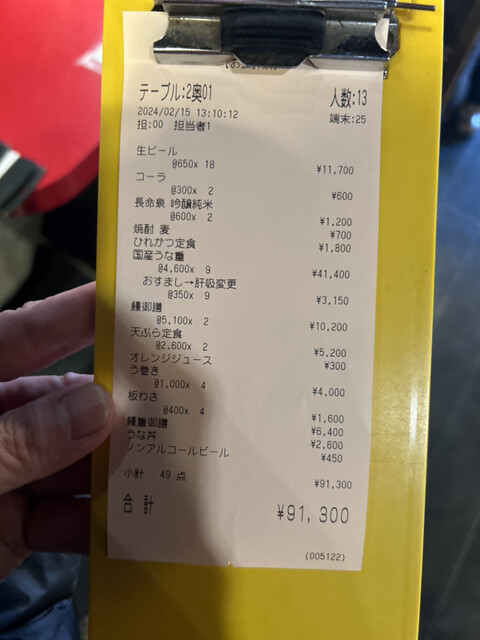 テーブル:2奥01 人数:13
2024/02/15 13:10:12 端末:25
担:00 担当者1
生ビール
@650x 18 ¥11,700
コーラ
@300x 2 ¥600
長命泉 吟醸純米
@600x 2 ¥1,200
焼酎 麦 ¥700
ひれかつ定食 ¥1,800
国産うな重
@4,600x 9 ¥41,400
おすまし→肝吸変更
@350x 9 ¥3,150
鰻御膳
@5,100x 2 ¥10,200
天ぷら定食
@2,600x 2 ¥5,200
オレンジジュース ¥300
う巻き
@1,000x 4 ¥4,000
板わさ
@400x 4 ¥1,600
鰻重御膳 ¥6,400
うな丼 ¥2,600
ノンアルコールビール ¥450
小計 49 点 ¥91,300
合計 ¥91,300
(005122)